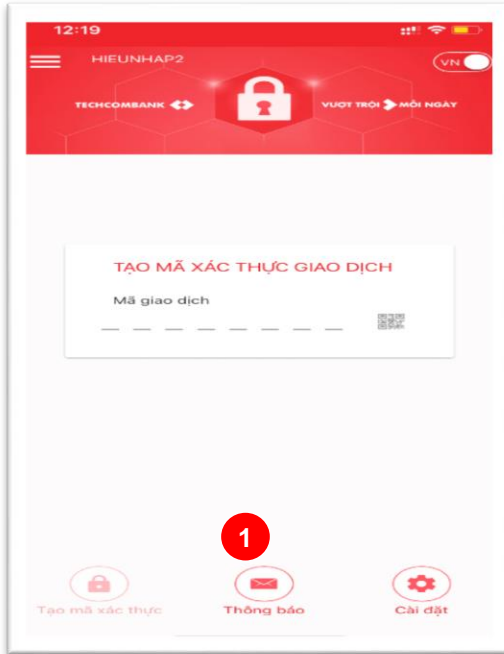 12:19
HIEUNHAP2
VN
TECHCOMBANK
VƯỢT TRỘI MỖI NGÀY
TẠO MÃ XÁC THỰC GIAO DỊCH
Mã giao dịch
1
Tạo mã xác thực
Thông báo
Cài đặt